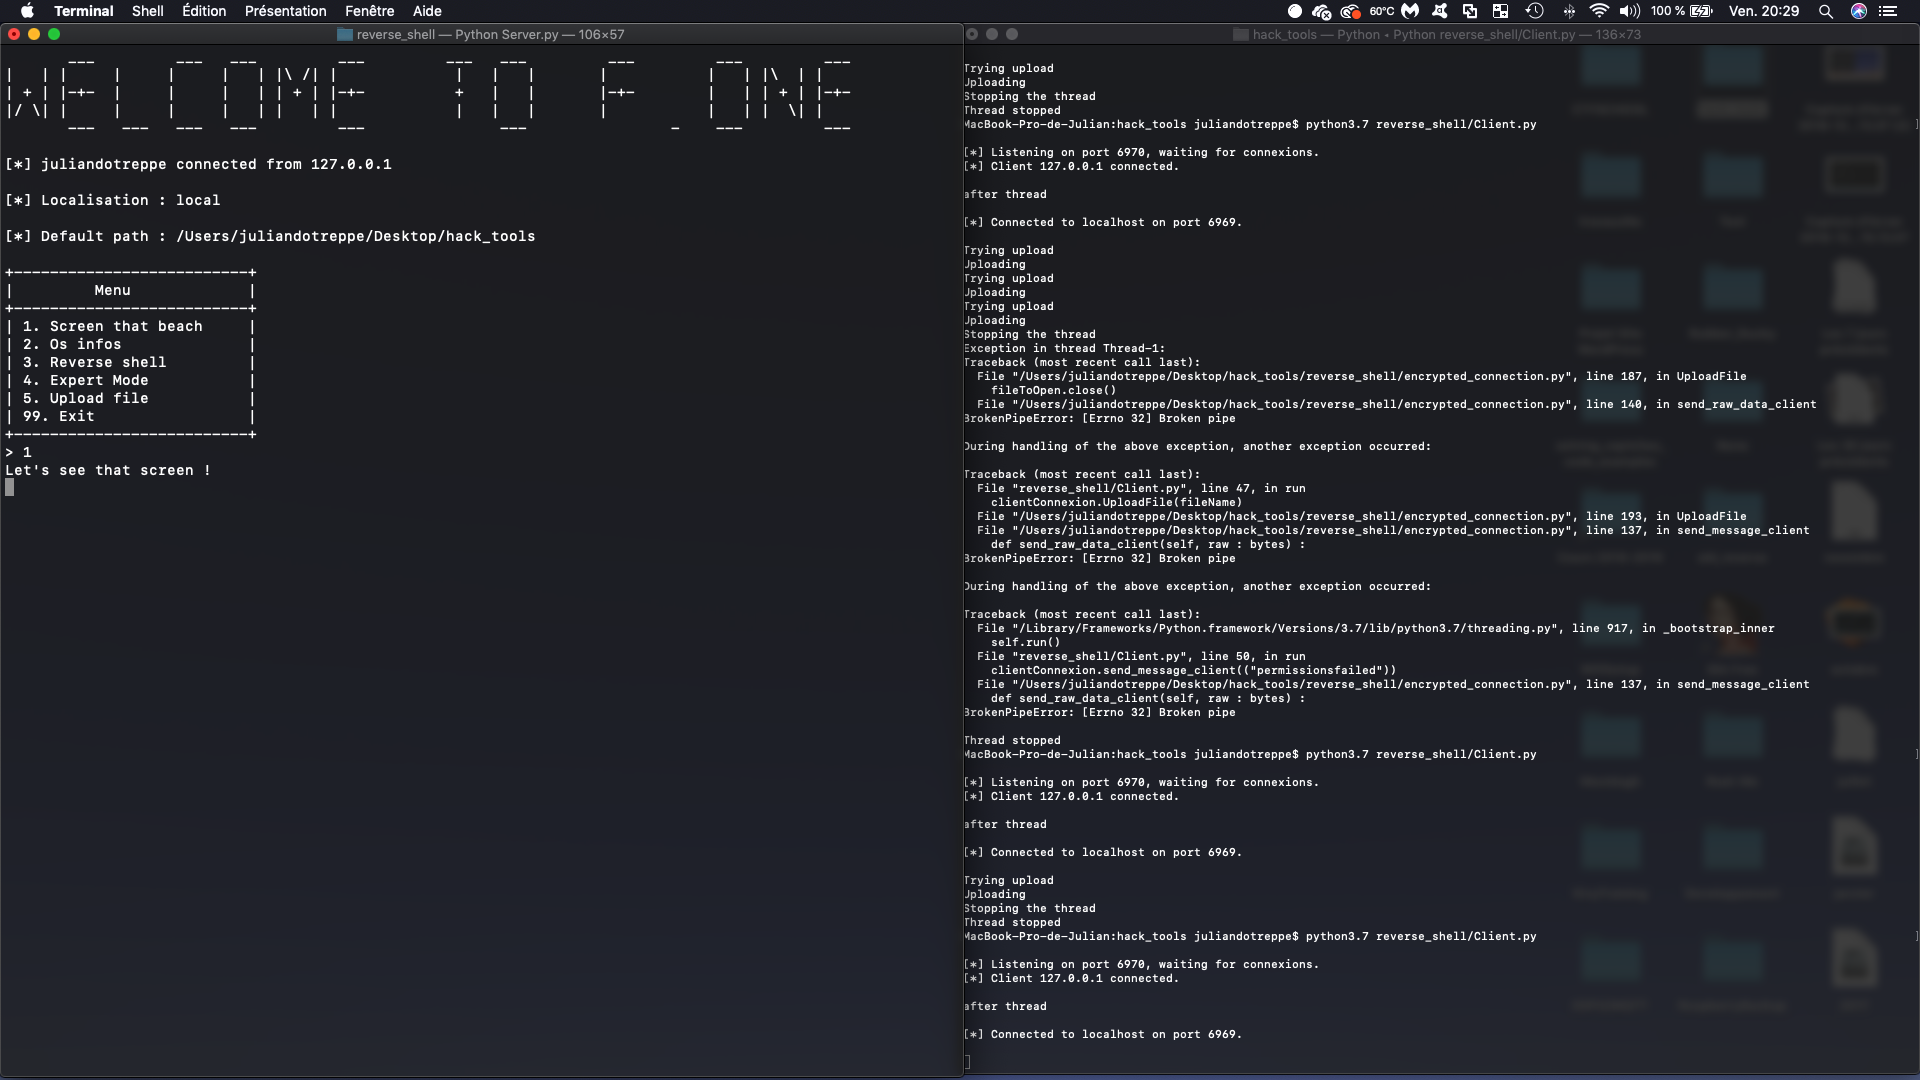 Terminal Shell Édition Présentation Fenêtre Aide 60°C 100 % Ven. 20:29
reverse_shell — Python Server.py — 106×57
WELCOME TO F_ONE
[*] juliandotreppe connected from 127.0.0.1
[*] Localisation : local
[*] Default path : /Users/juliandotreppe/Desktop/hack_tools
+--------------------------+
|         Menu             |
+--------------------------+
| 1. Screen that beach     |
| 2. Os infos              |
| 3. Reverse shell         |
| 4. Expert Mode           |
| 5. Upload file           |
| 99. Exit                 |
+--------------------------+
> 1
Let's see that screen !
hack_tools — Python • Python reverse_shell/Client.py — 136×73
Trying upload
Uploading
Stopping the thread
Thread stopped
MacBook-Pro-de-Julian:hack_tools juliandotreppe$ python3.7 reverse_shell/Client.py
[*] Listening on port 6970, waiting for connexions.
[*] Client 127.0.0.1 connected.
after thread
[*] Connected to localhost on port 6969.
Trying upload
Uploading
Trying upload
Uploading
Trying upload
Uploading
Stopping the thread
Exception in thread Thread-1:
Traceback (most recent call last):
  File "/Users/juliandotreppe/Desktop/hack_tools/reverse_shell/encrypted_connection.py", line 187, in UploadFile
    fileToOpen.close()
  File "/Users/juliandotreppe/Desktop/hack_tools/reverse_shell/encrypted_connection.py", line 140, in send_raw_data_client
BrokenPipeError: [Errno 32] Broken pipe
During handling of the above exception, another exception occurred:
Traceback (most recent call last):
  File "reverse_shell/Client.py", line 47, in run
    clientConnexion.UploadFile(fileName)
  File "/Users/juliandotreppe/Desktop/hack_tools/reverse_shell/encrypted_connection.py", line 193, in UploadFile
  File "/Users/juliandotreppe/Desktop/hack_tools/reverse_shell/encrypted_connection.py", line 137, in send_message_client
    def send_raw_data_client(self, raw : bytes) :
BrokenPipeError: [Errno 32] Broken pipe
During handling of the above exception, another exception occurred:
Traceback (most recent call last):
  File "/Library/Frameworks/Python.framework/Versions/3.7/lib/python3.7/threading.py", line 917, in _bootstrap_inner
    self.run()
  File "reverse_shell/Client.py", line 50, in run
    clientConnexion.send_message_client(("permissionsfailed"))
  File "/Users/juliandotreppe/Desktop/hack_tools/reverse_shell/encrypted_connection.py", line 137, in send_message_client
    def send_raw_data_client(self, raw : bytes) :
BrokenPipeError: [Errno 32] Broken pipe
Thread stopped
MacBook-Pro-de-Julian:hack_tools juliandotreppe$ python3.7 reverse_shell/Client.py
[*] Listening on port 6970, waiting for connexions.
[*] Client 127.0.0.1 connected.
after thread
[*] Connected to localhost on port 6969.
Trying upload
Uploading
Stopping the thread
Thread stopped
MacBook-Pro-de-Julian:hack_tools juliandotreppe$ python3.7 reverse_shell/Client.py
[*] Listening on port 6970, waiting for connexions.
[*] Client 127.0.0.1 connected.
after thread
[*] Connected to localhost on port 6969.